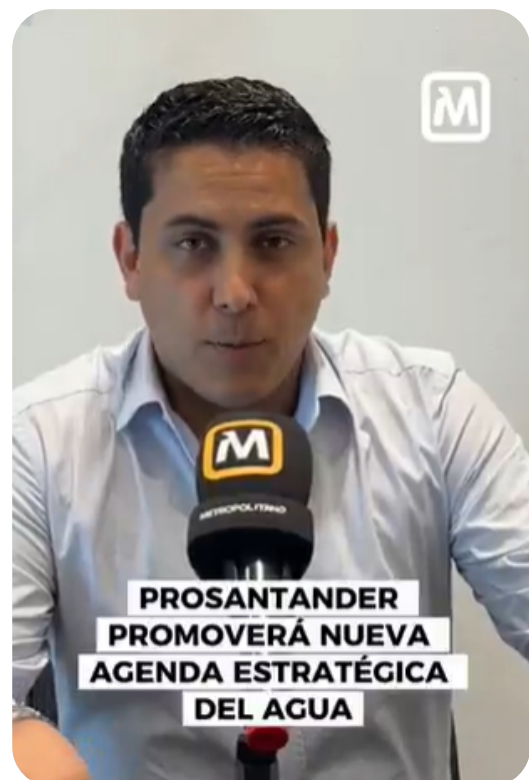 M
M
METROPOLITANO
PROSANTANDER
PROMOVERÁ NUEVA
AGENDA ESTRATÉGICA
DEL AGUA